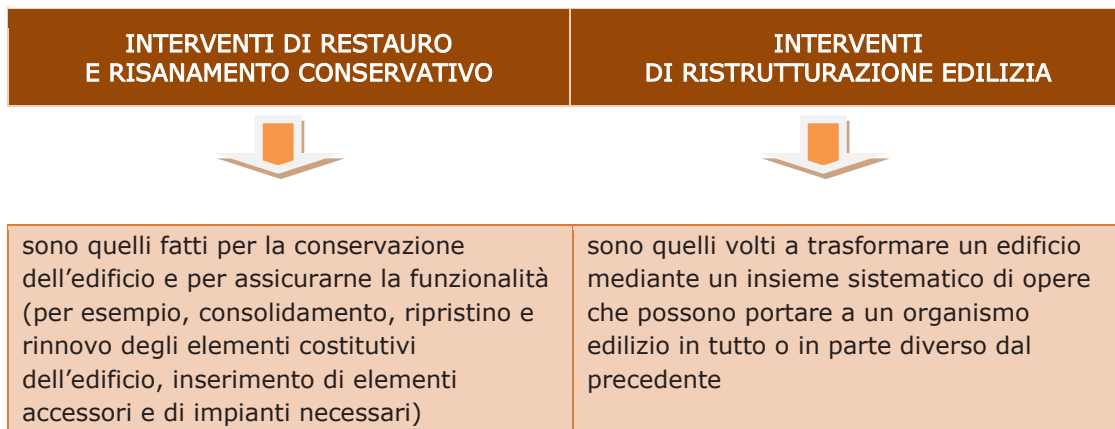 INTERVENTI DI RESTAURO
E RISANAMENTO CONSERVATIVO
INTERVENTI
DI RISTRUTTURAZIONE EDILIZIA
sono quelli fatti per la conservazione
dell’edificio e per assicurarne la funzionalità
(per esempio, consolidamento, ripristino e
rinnovo degli elementi costitutivi
dell’edificio, inserimento di elementi
accessori e di impianti necessari)
sono quelli volti a trasformare un edificio
mediante un insieme sistematico di opere
che possono portare a un organismo
edilizio in tutto o in parte diverso dal
precedente